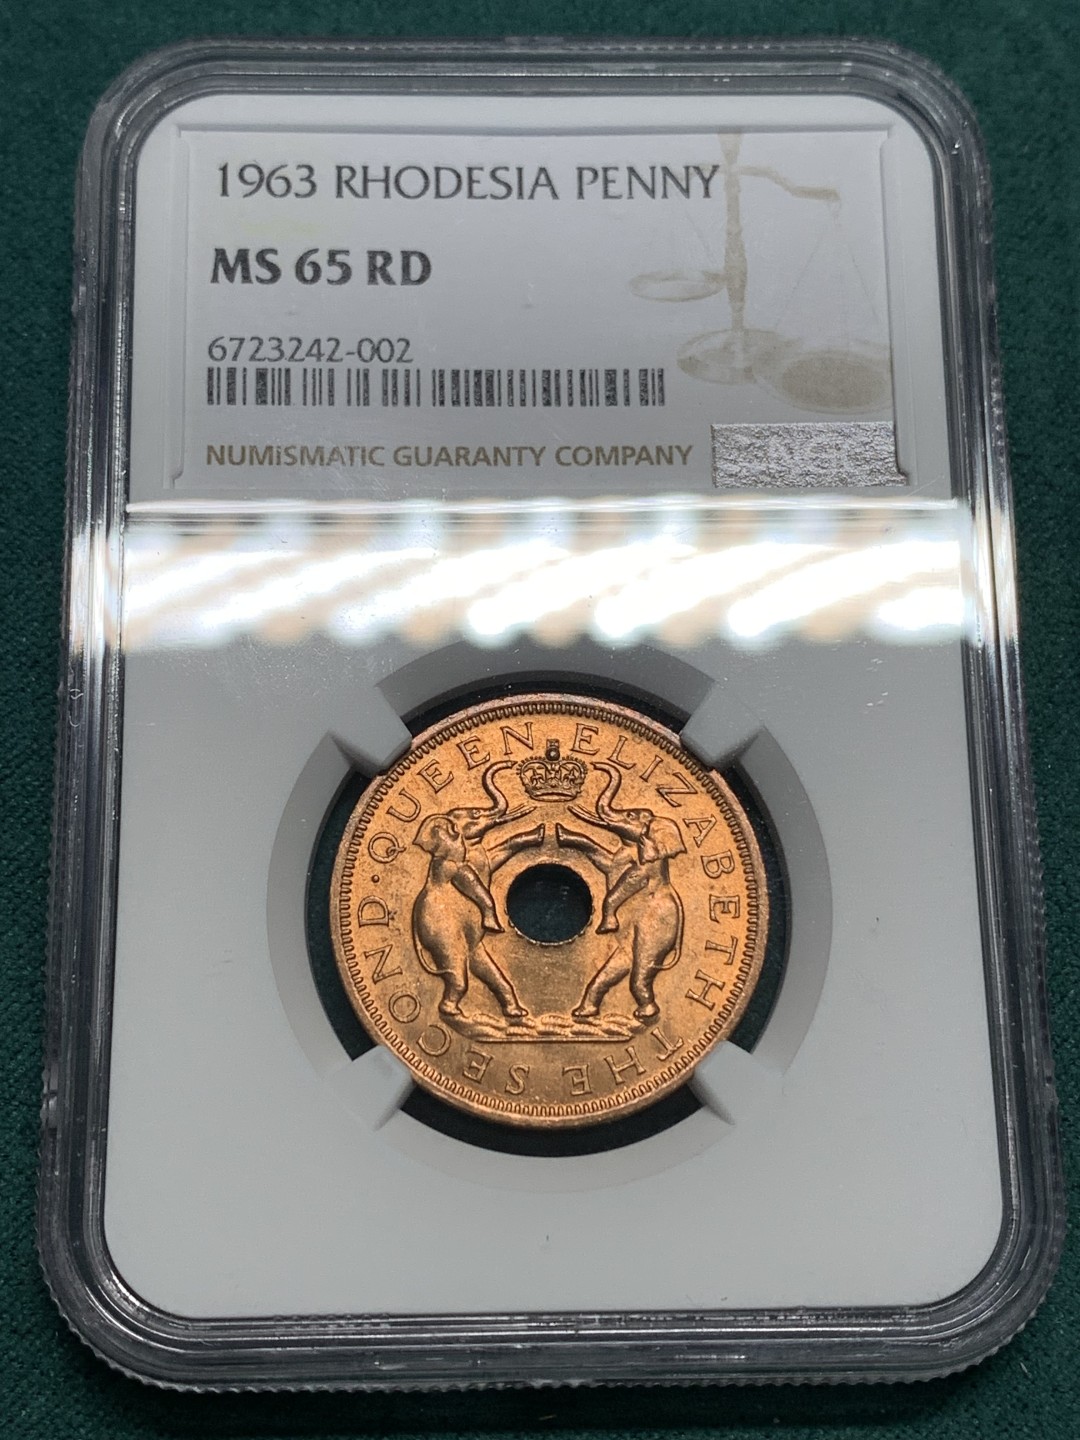 1963 RHODESIA PENNY
MS 65 RD
6723242-002
NUMISMATIC GUARANTY COMPANY
QUEEN ELIZABETH THE SECOND ·